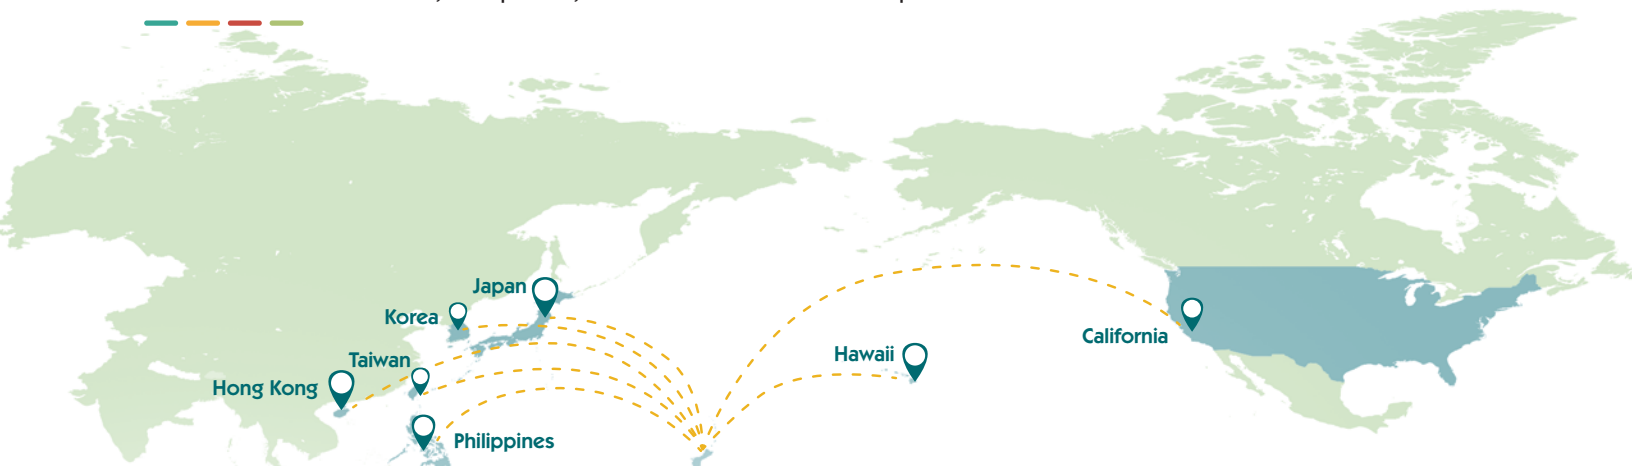 Japan
Korea
Hawaii
California
Taiwan
Hong Kong
Philippines